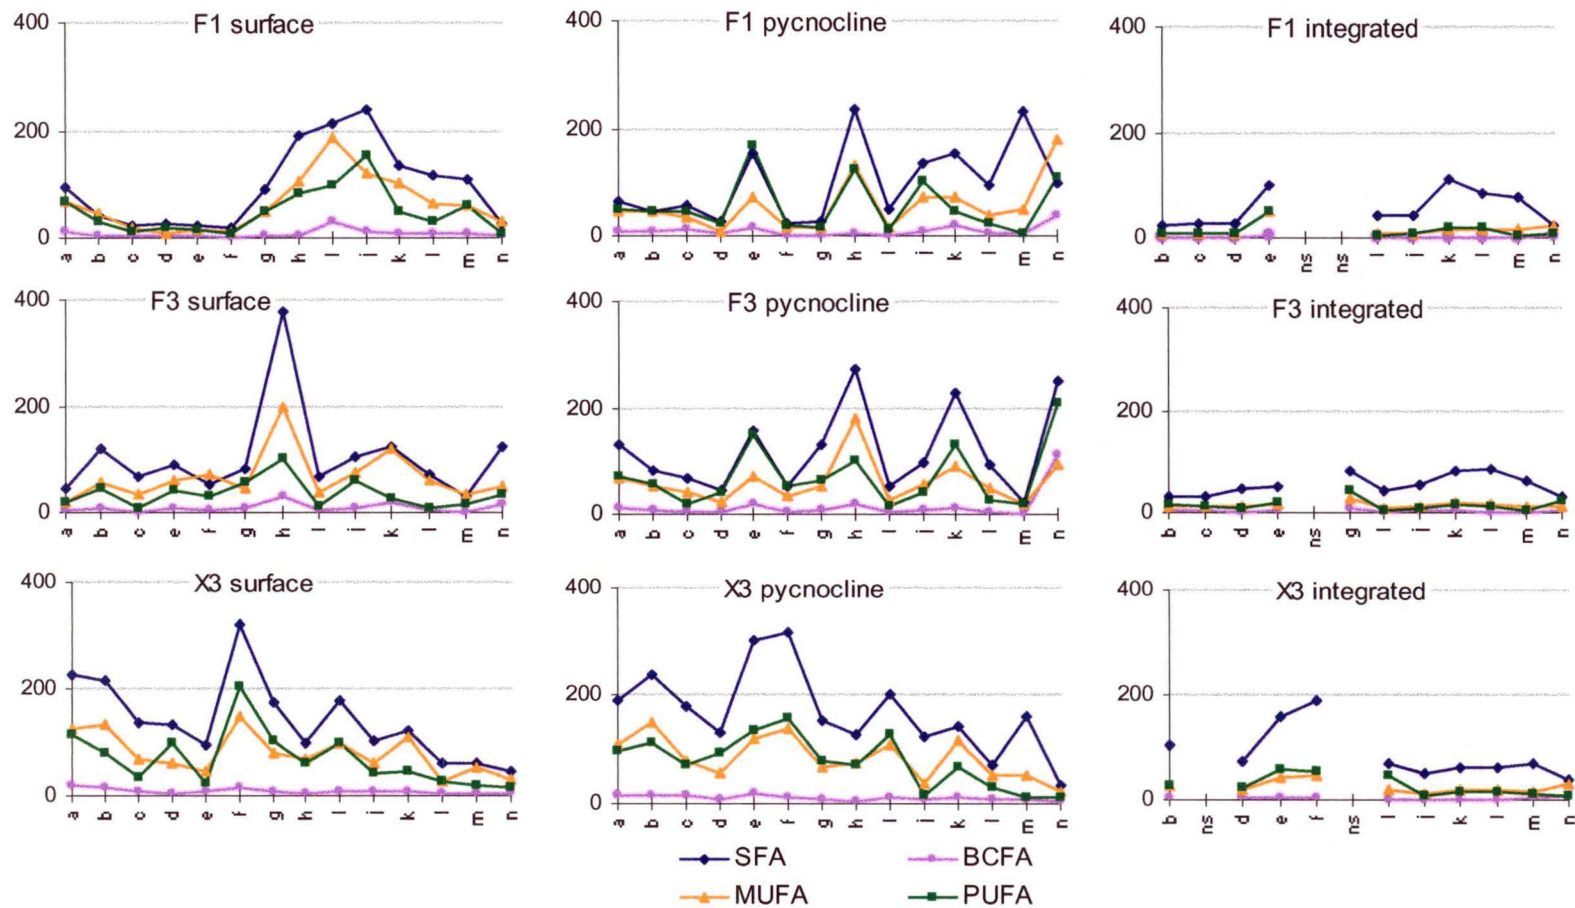 F1 surface
400
200
0
a b c d e f g h l i k l m n
F1 pycnocline
400
200
0
a b c d e f g h l i k l m n
F1 integrated
400
200
0
b c d e ns ns l i k l m n
F3 surface
400
200
0
a b c d e f g h l i k l m n
F3 pycnocline
400
200
0
a b c d e f g h l i k l m n
F3 integrated
400
200
0
b c d e ns g l i k l m n
X3 surface
400
200
0
a b c d e f g h l i k l m n
X3 pycnocline
400
200
0
a b c d e f g h l i k l m n
X3 integrated
400
200
0
b ns d e f ns l i k l m n
SFA
BCFA
MUFA
PUFA